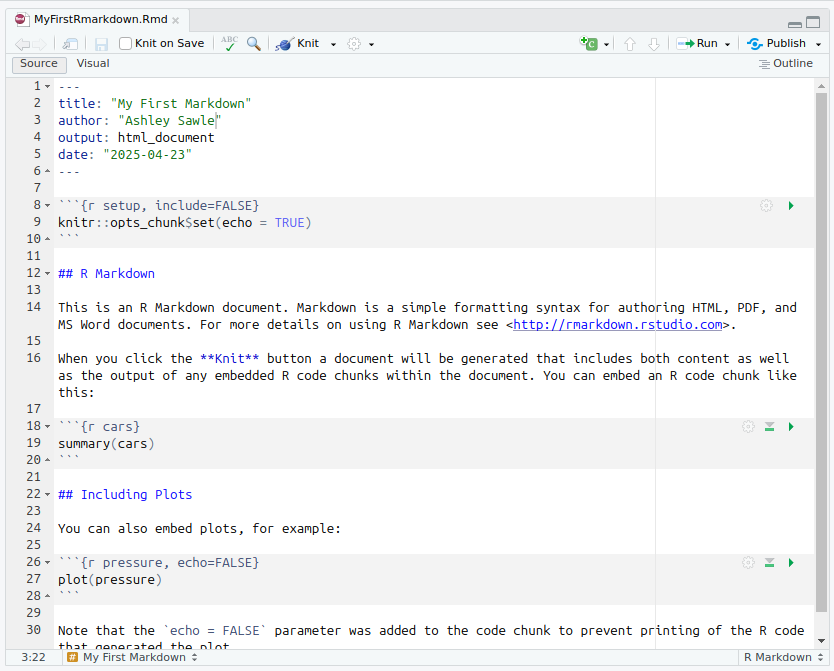 MyFirstRmarkdown.Rmd
Knit on Save ABC Knit C Run Publish
Source Visual Outline
1 ---
2 title: "My First Markdown"
3 author: "Ashley Sawle"
4 output: html_document
5 date: "2025-04-23"
6 ---
7
8 ```{r setup, include=FALSE}
9 knitr::opts_chunk$set(echo = TRUE)
10 ```
11
12 ## R Markdown
13
14 This is an R Markdown document. Markdown is a simple formatting syntax for authoring HTML, PDF, and
MS Word documents. For more details on using R Markdown see <http://rmarkdown.rstudio.com>.
15
16 When you click the **Knit** button a document will be generated that includes both content as well
as the output of any embedded R code chunks within the document. You can embed an R code chunk like
this:
17
18 ```{r cars}
19 summary(cars)
20 ```
21
22 ## Including Plots
23
24 You can also embed plots, for example:
25
26 ```{r pressure, echo=FALSE}
27 plot(pressure)
28 ```
29
30 Note that the `echo = FALSE` parameter was added to the code chunk to prevent printing of the R code
that generated the plot
3:22 # My First Markdown R Markdown